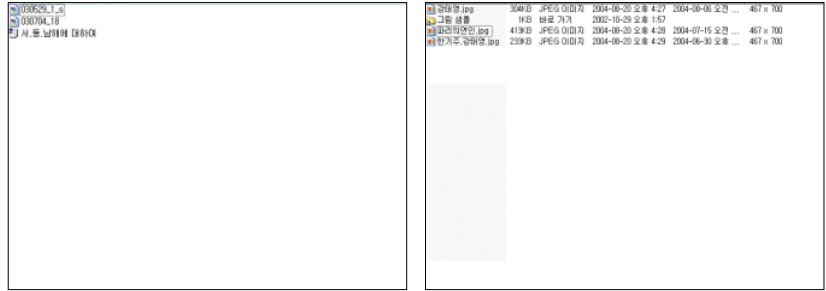 030529_1_s
030704_18
서.동.남해에 대하여
강태영.jpg 304KB JPEG 이미지 2004-08-20 오후 4:27 2004-08-06 오전 ... 467 x 700
그림 샘플 1KB 바로 가기 2002-10-29 오후 1:57
파리의연인.jpg 413KB JPEG 이미지 2004-08-20 오후 4:28 2004-07-15 오전 ... 467 x 700
한기주.강태영.jpg 233KB JPEG 이미지 2004-08-20 오후 4:29 2004-06-30 오후 ... 467 x 700